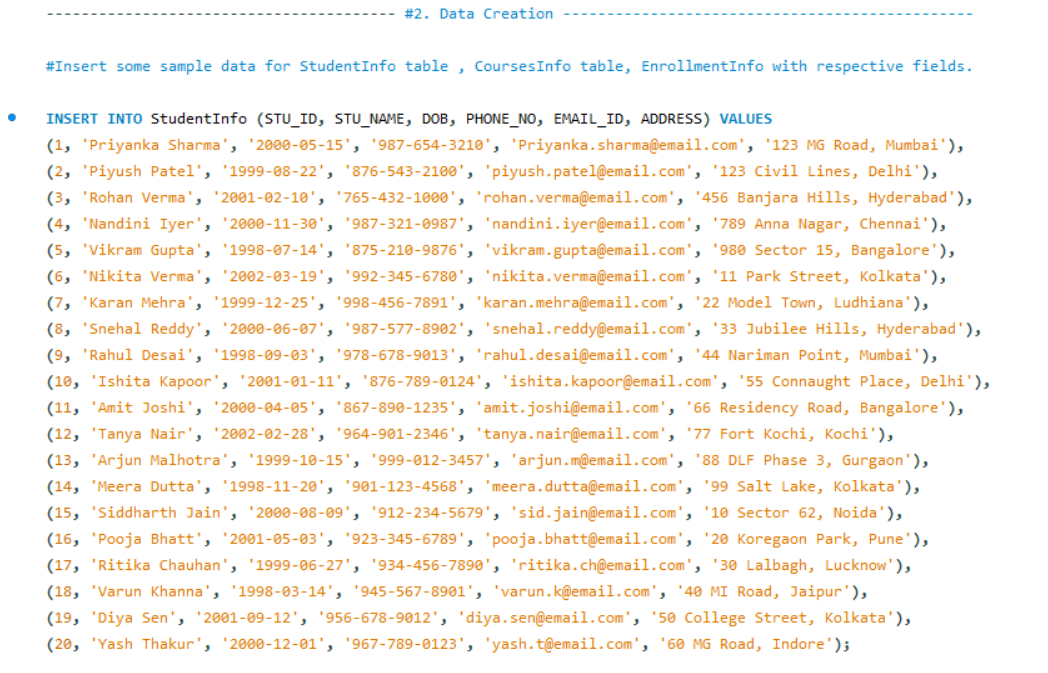 ---------------------------------------- #2. Data Creation -----------------------------------------------
#Insert some sample data for StudentInfo table , CoursesInfo table, EnrollmentInfo with respective fields.
INSERT INTO StudentInfo (STU_ID, STU_NAME, DOB, PHONE_NO, EMAIL_ID, ADDRESS) VALUES
(1, 'Priyanka Sharma', '2000-05-15', '987-654-3210', 'Priyanka.sharma@email.com', '123 MG Road, Mumbai'),
(2, 'Piyush Patel', '1999-08-22', '876-543-2100', 'piyush.patel@email.com', '123 Civil Lines, Delhi'),
(3, 'Rohan Verma', '2001-02-10', '765-432-1000', 'rohan.verma@email.com', '456 Banjara Hills, Hyderabad'),
(4, 'Nandini Iyer', '2000-11-30', '987-321-0987', 'nandini.iyer@email.com', '789 Anna Nagar, Chennai'),
(5, 'Vikram Gupta', '1998-07-14', '875-210-9876', 'vikram.gupta@email.com', '980 Sector 15, Bangalore'),
(6, 'Nikita Verma', '2002-03-19', '992-345-6780', 'nikita.verma@email.com', '11 Park Street, Kolkata'),
(7, 'Karan Mehra', '1999-12-25', '998-456-7891', 'karan.mehra@email.com', '22 Model Town, Ludhiana'),
(8, 'Snehal Reddy', '2000-06-07', '987-577-8902', 'snehal.reddy@email.com', '33 Jubilee Hills, Hyderabad'),
(9, 'Rahul Desai', '1998-09-03', '978-678-9013', 'rahul.desai@email.com', '44 Nariman Point, Mumbai'),
(10, 'Ishita Kapoor', '2001-01-11', '876-789-0124', 'ishita.kapoor@email.com', '55 Connaught Place, Delhi'),
(11, 'Amit Joshi', '2000-04-05', '867-890-1235', 'amit.joshi@email.com', '66 Residency Road, Bangalore'),
(12, 'Tanya Nair', '2002-02-28', '964-901-2346', 'tanya.nair@email.com', '77 Fort Kochi, Kochi'),
(13, 'Arjun Malhotra', '1999-10-15', '999-012-3457', 'arjun.m@email.com', '88 DLF Phase 3, Gurgaon'),
(14, 'Meera Dutta', '1998-11-20', '901-123-4568', 'meera.dutta@email.com', '99 Salt Lake, Kolkata'),
(15, 'Siddharth Jain', '2000-08-09', '912-234-5679', 'sid.jain@email.com', '10 Sector 62, Noida'),
(16, 'Pooja Bhatt', '2001-05-03', '923-345-6789', 'pooja.bhatt@email.com', '20 Koregaon Park, Pune'),
(17, 'Ritika Chauhan', '1999-06-27', '934-456-7890', 'ritika.ch@email.com', '30 Lalbagh, Lucknow'),
(18, 'Varun Khanna', '1998-03-14', '945-567-8901', 'varun.k@email.com', '40 MI Road, Jaipur'),
(19, 'Diya Sen', '2001-09-12', '956-678-9012', 'diya.sen@email.com', '50 College Street, Kolkata'),
(20, 'Yash Thakur', '2000-12-01', '967-789-0123', 'yash.t@email.com', '60 MG Road, Indore');